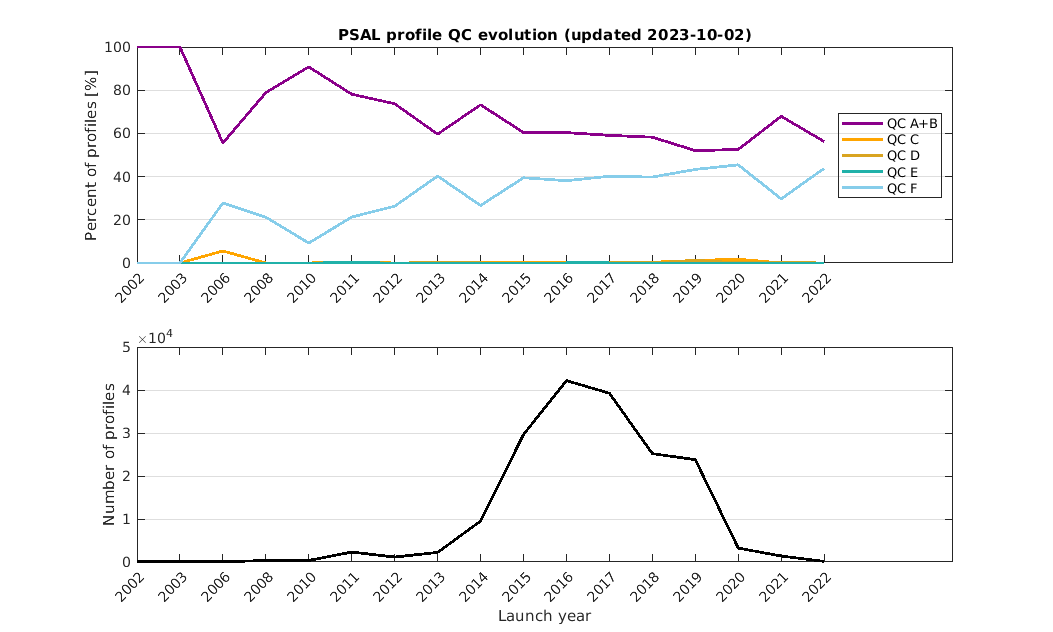 PSAL profile QC evolution (updated 2023-10-02)
Percent of profiles [%]
100
80
60
40
20
0
QC A+B
QC C
QC D
QC E
QC F
2002 2003 2006 2008 2010 2011 2012 2013 2014 2015 2016 2017 2018 2019 2020 2021 2022
×10⁴
Number of profiles
5
4
3
2
1
0
2002 2003 2006 2008 2010 2011 2012 2013 2014 2015 2016 2017 2018 2019 2020 2021 2022
Launch year